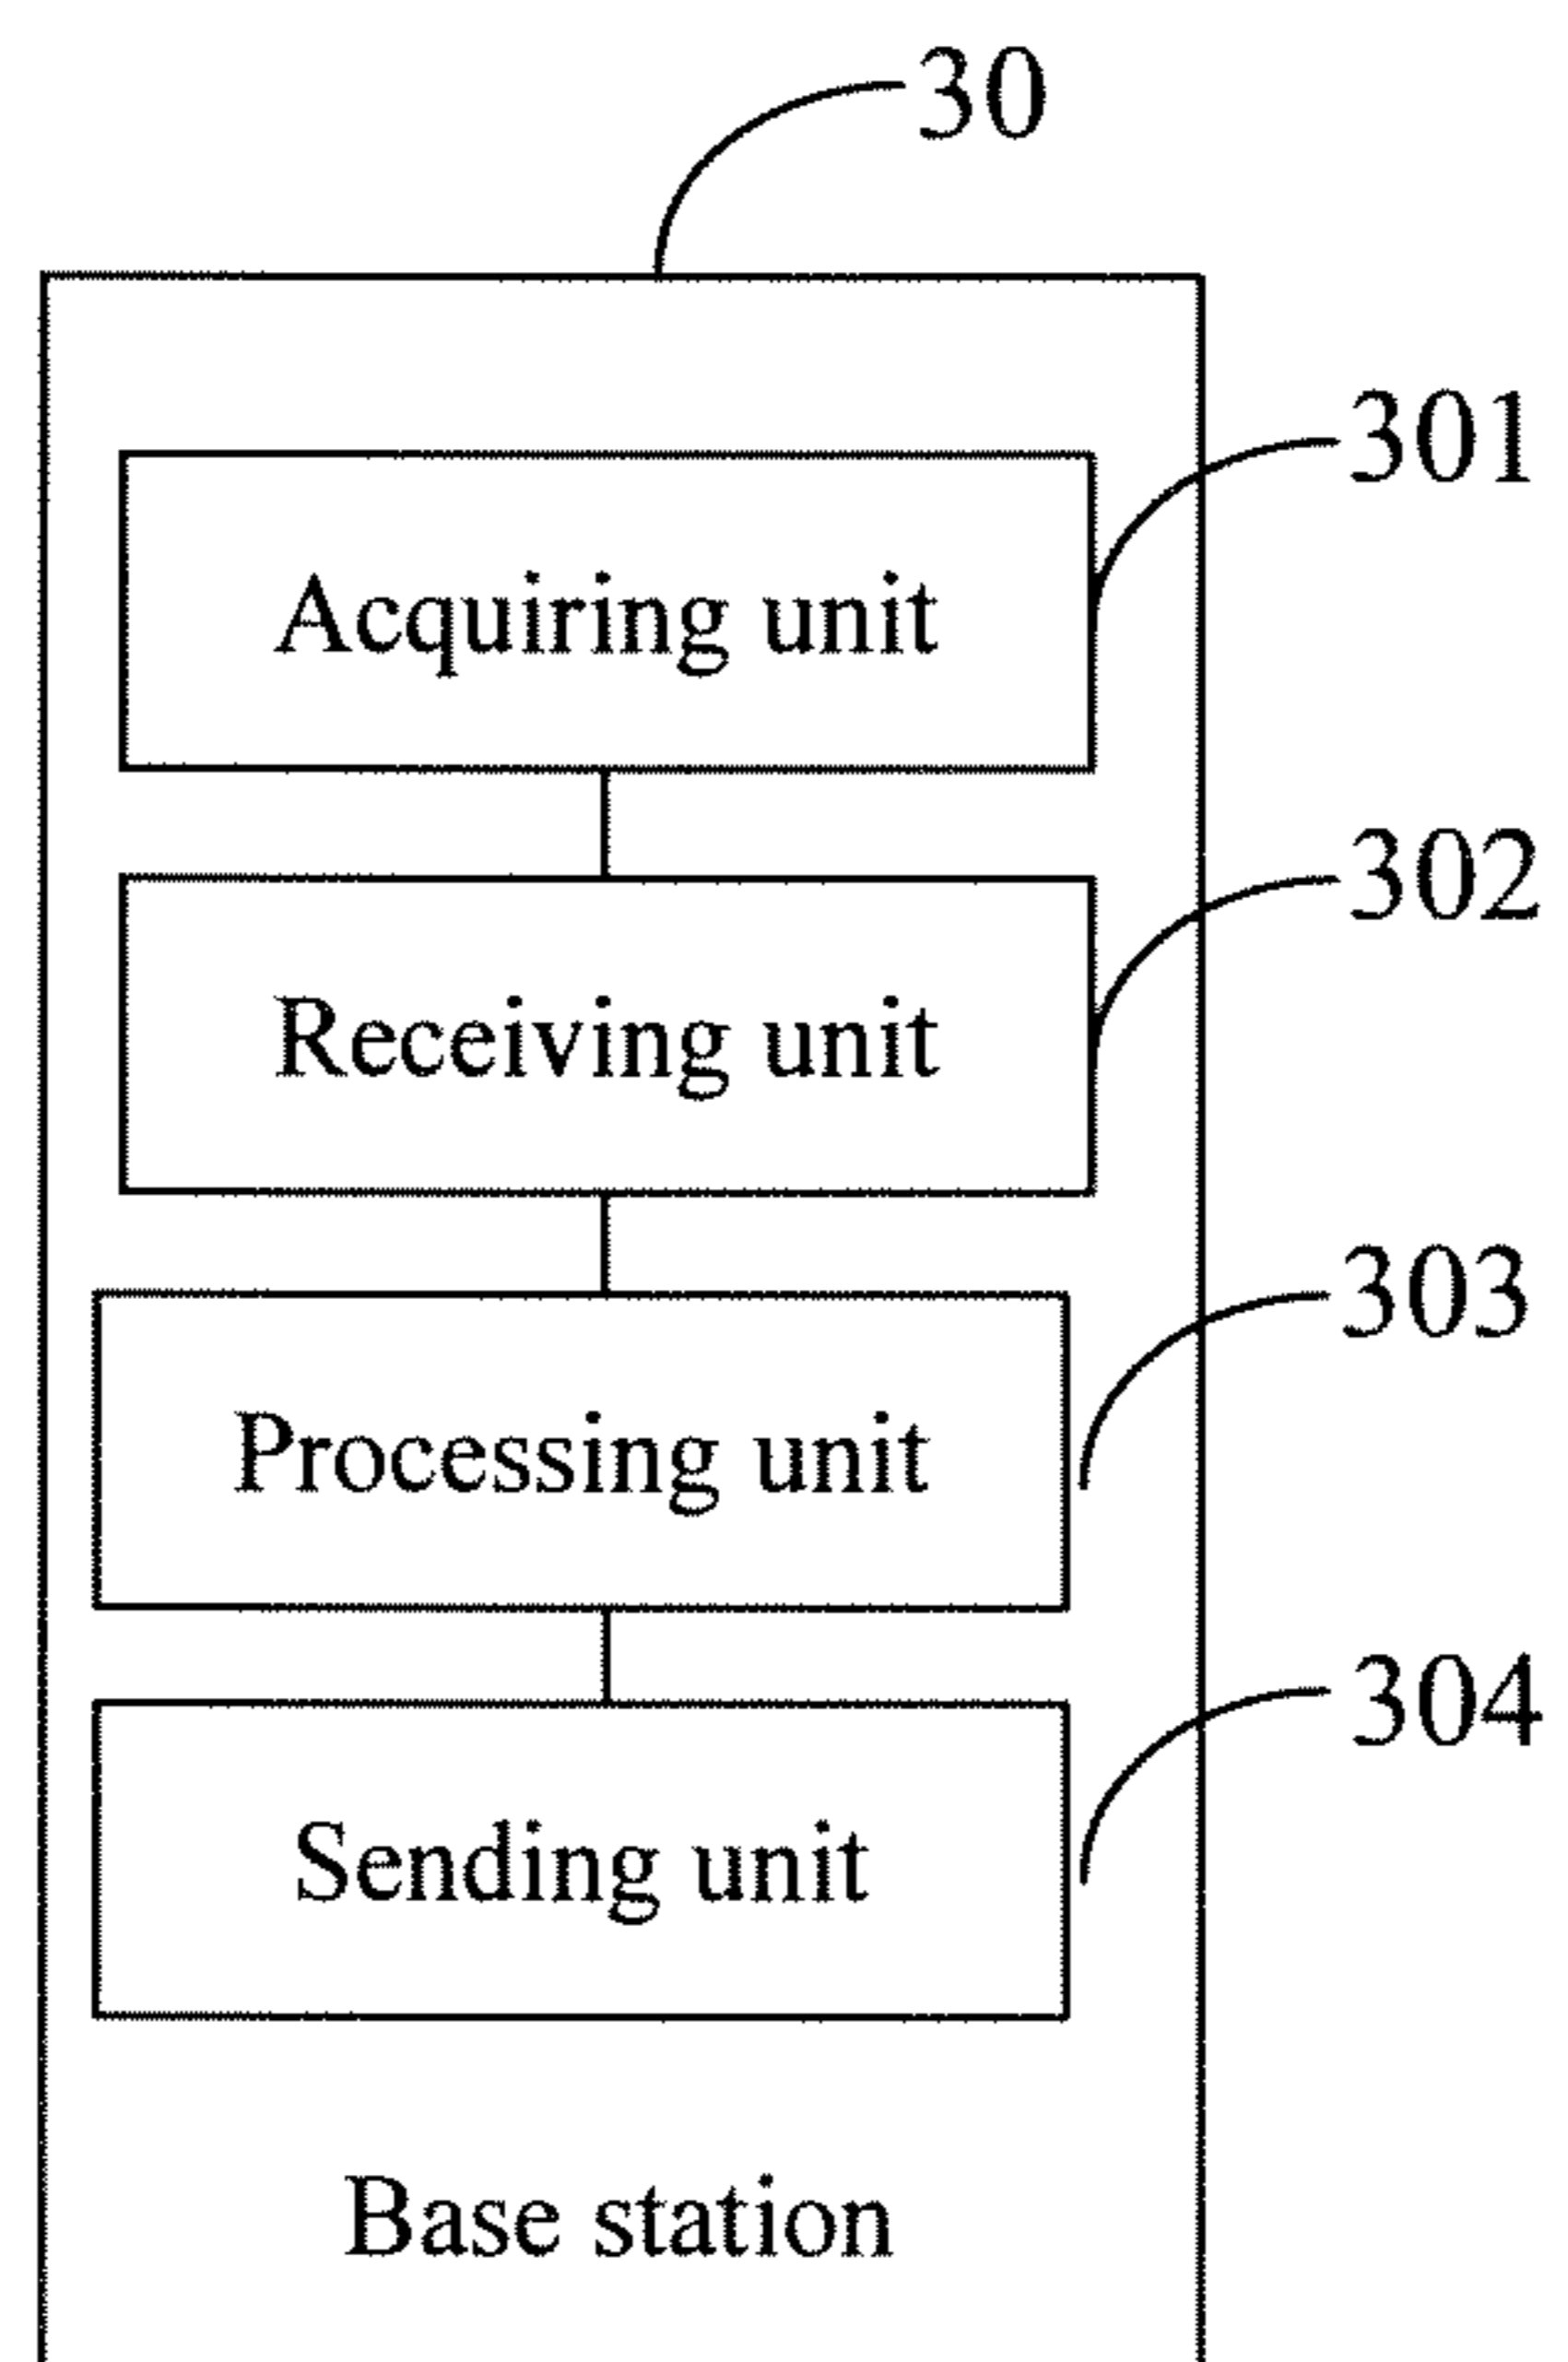 30
301
Acquiring unit
302
Receiving unit
303
Processing unit
304
Sending unit
Base station